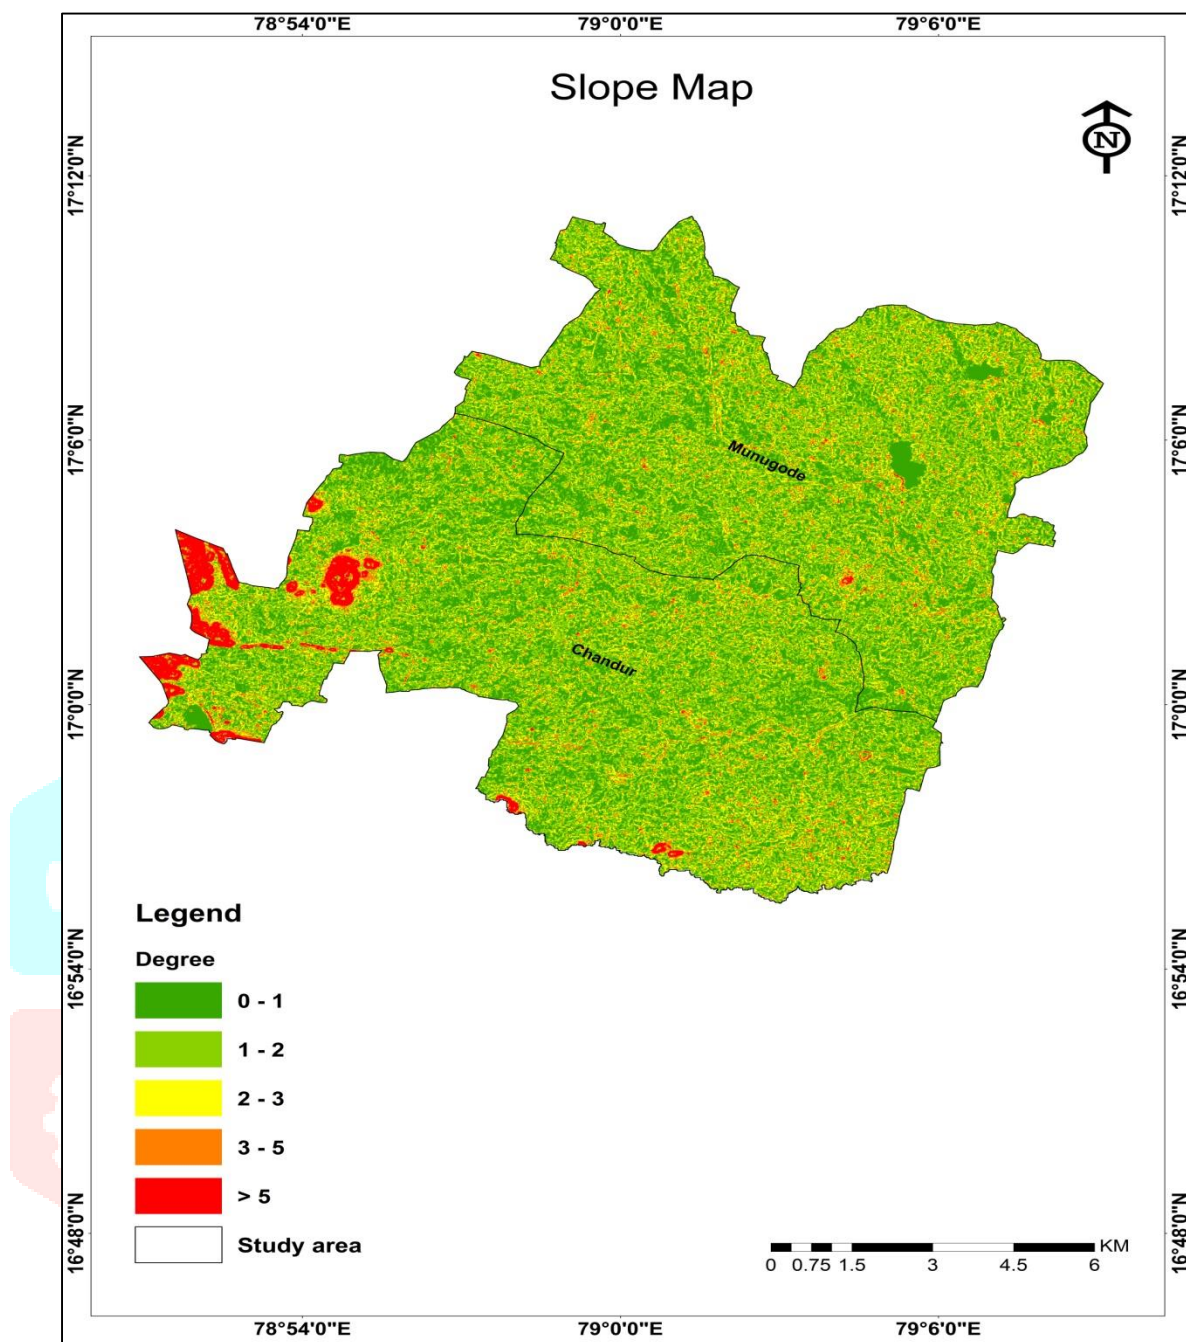 78°54'0"E 79°0'0"E 79°6'0"E
Slope Map
N
17°12'0"N 17°12'0"N
17°6'0"N 17°6'0"N
Munugode
Chandur
17°0'0"N 17°0'0"N
Legend
Degree
16°54'0"N 16°54'0"N
0 - 1
1 - 2
2 - 3
3 - 5
> 5
Study area
16°48'0"N 16°48'0"N
KM
0 0.75 1.5 3 4.5 6
78°54'0"E 79°0'0"E 79°6'0"E